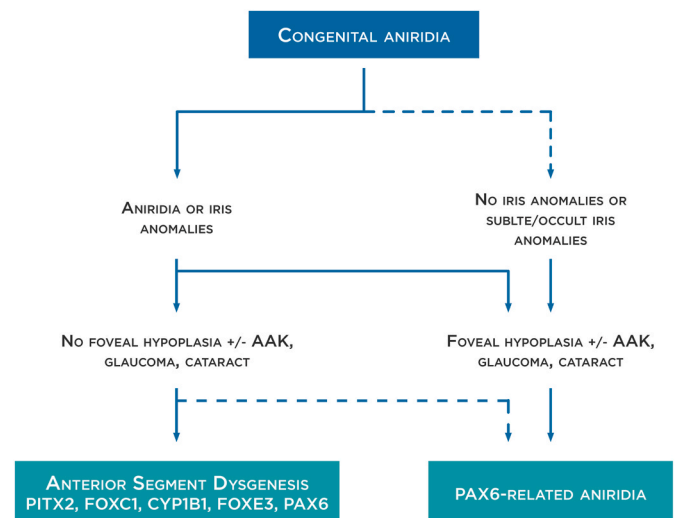 Congenital aniridia
Aniridia or iris
anomalies
No iris anomalies or
sublte/occult iris
anomalies
No foveal hypoplasia +/- AAK,
glaucoma, cataract
Foveal hypoplasia +/- AAK,
glaucoma, cataract
Anterior Segment Dysgenesis
PITX2, FOXC1, CYP1B1, FOXE3, PAX6
PAX6-related aniridia